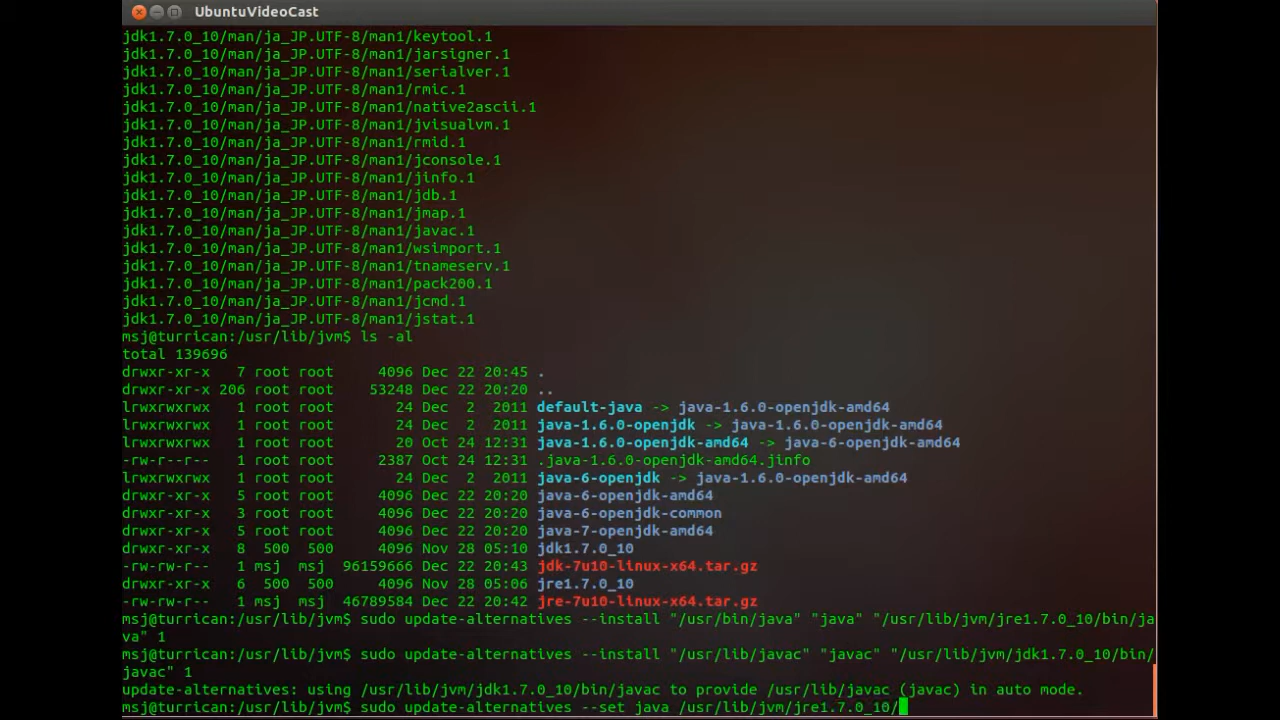 UbuntuVideoCast
jdk1.7.0_10/man/ja_JP.UTF-8/man1/keytool.1
jdk1.7.0_10/man/ja_JP.UTF-8/man1/jarsigner.1
jdk1.7.0_10/man/ja_JP.UTF-8/man1/serialver.1
jdk1.7.0_10/man/ja_JP.UTF-8/man1/rmic.1
jdk1.7.0_10/man/ja_JP.UTF-8/man1/native2ascii.1
jdk1.7.0_10/man/ja_JP.UTF-8/man1/jvisualvm.1
jdk1.7.0_10/man/ja_JP.UTF-8/man1/rmid.1
jdk1.7.0_10/man/ja_JP.UTF-8/man1/jconsole.1
jdk1.7.0_10/man/ja_JP.UTF-8/man1/jinfo.1
jdk1.7.0_10/man/ja_JP.UTF-8/man1/jdb.1
jdk1.7.0_10/man/ja_JP.UTF-8/man1/jmap.1
jdk1.7.0_10/man/ja_JP.UTF-8/man1/javac.1
jdk1.7.0_10/man/ja_JP.UTF-8/man1/wsimport.1
jdk1.7.0_10/man/ja_JP.UTF-8/man1/tnameserv.1
jdk1.7.0_10/man/ja_JP.UTF-8/man1/pack200.1
jdk1.7.0_10/man/ja_JP.UTF-8/man1/jcmd.1
jdk1.7.0_10/man/ja_JP.UTF-8/man1/jstat.1
msj@turrican:/usr/lib/jvm$ ls -al
total 139696
drwxr-xr-x   7 root root     4096 Dec 22 20:45 .
drwxr-xr-x 206 root root    53248 Dec 22 20:20 ..
lrwxrwxrwx   1 root root       24 Dec  2  2011 default-java -> java-1.6.0-openjdk-amd64
lrwxrwxrwx   1 root root       24 Dec  2  2011 java-1.6.0-openjdk -> java-1.6.0-openjdk-amd64
lrwxrwxrwx   1 root root       20 Oct 24 12:31 java-1.6.0-openjdk-amd64 -> java-6-openjdk-amd64
-rw-r--r--   1 root root     2387 Oct 24 12:31 .java-1.6.0-openjdk-amd64.jinfo
lrwxrwxrwx   1 root root       24 Dec  2  2011 java-6-openjdk -> java-1.6.0-openjdk-amd64
drwxr-xr-x   5 root root     4096 Dec 22 20:20 java-6-openjdk-amd64
drwxr-xr-x   3 root root     4096 Dec 22 20:20 java-6-openjdk-common
drwxr-xr-x   5 root root     4096 Dec 22 20:20 java-7-openjdk-amd64
drwxr-xr-x   8  500  500     4096 Nov 28 05:10 jdk1.7.0_10
-rw-rw-r--   1 msj  msj  96159666 Dec 22 20:43 jdk-7u10-linux-x64.tar.gz
drwxr-xr-x   6  500  500     4096 Nov 28 05:06 jre1.7.0_10
-rw-rw-r--   1 msj  msj  46789584 Dec 22 20:42 jre-7u10-linux-x64.tar.gz
msj@turrican:/usr/lib/jvm$ sudo update-alternatives --install "/usr/bin/java" "java" "/usr/lib/jvm/jre1.7.0_10/bin/ja
va" 1
msj@turrican:/usr/lib/jvm$ sudo update-alternatives --install "/usr/lib/javac" "javac" "/usr/lib/jvm/jdk1.7.0_10/bin/
javac" 1
update-alternatives: using /usr/lib/jvm/jdk1.7.0_10/bin/javac to provide /usr/lib/javac (javac) in auto mode.
msj@turrican:/usr/lib/jvm$ sudo update-alternatives --set java /usr/lib/jvm/jre1.7.0_10/